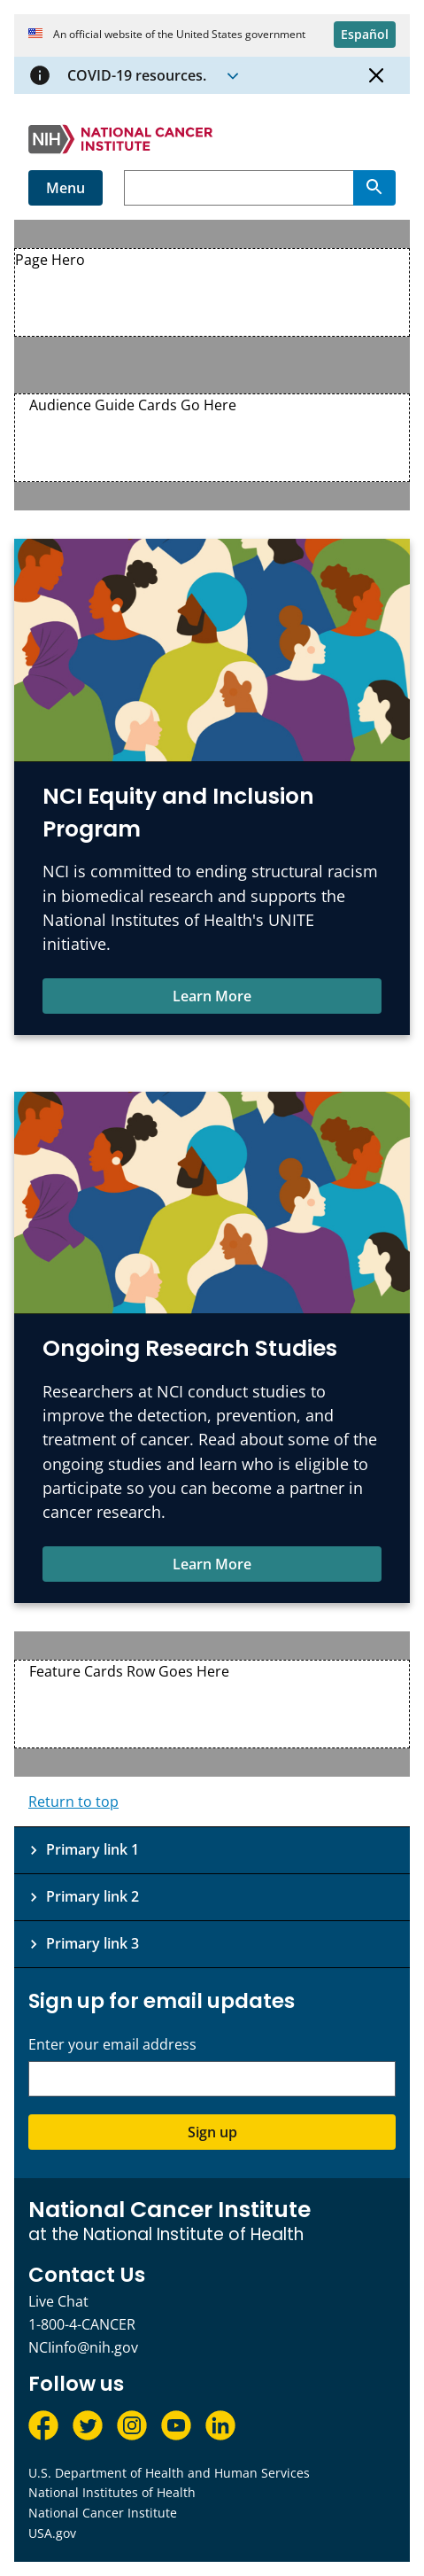 An official website of the United States government
Español
COVID-19 resources.
NIH
NATIONAL CANCER
INSTITUTE
Menu
Page Hero
Audience Guide Cards Go Here
NCI Equity and Inclusion
Program
NCI is committed to ending structural racism
in biomedical research and supports the
National Institutes of Health's UNITE
initiative.
Learn More
Ongoing Research Studies
Researchers at NCI conduct studies to
improve the detection, prevention, and
treatment of cancer. Read about some of the
ongoing studies and learn who is eligible to
participate so you can become a partner in
cancer research.
Learn More
Feature Cards Row Goes Here
Return to top
Primary link 1
Primary link 2
Primary link 3
Sign up for email updates
Enter your email address
Sign up
National Cancer Institute
at the National Institute of Health
Contact Us
Live Chat
1-800-4-CANCER
NCIinfo@nih.gov
Follow us
U.S. Department of Health and Human Services
National Institutes of Health
National Cancer Institute
USA.gov